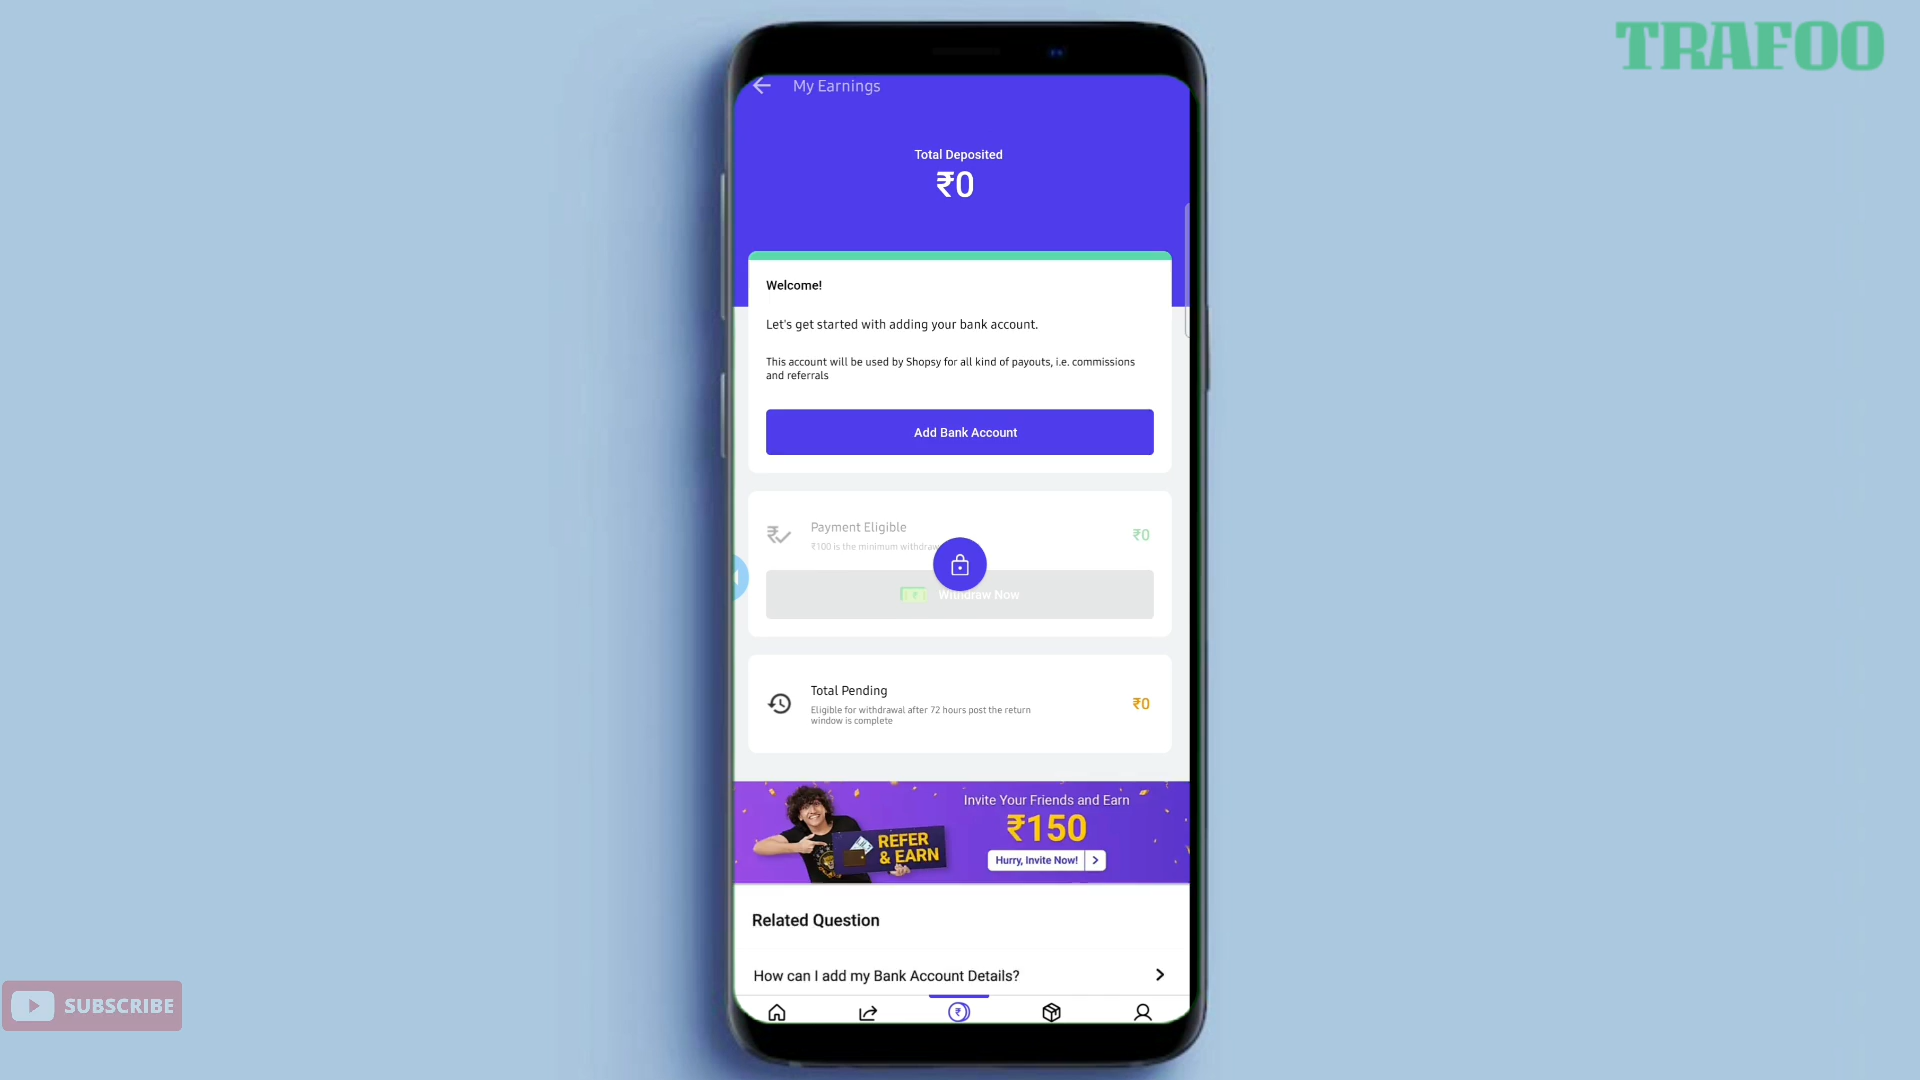 TRAFOO
My Earnings
Total Deposited
₹0
Welcome!
Let's get started with adding your bank account.
This account will be used by Shopsy for all kind of payouts, i.e. commissions
and referrals
Add Bank Account
Payment Eligible
₹0
₹100 is the minimum withdraw
Withdraw Now
Total Pending
₹0
Eligible for withdrawal after 72 hours post the return
window is complete
Invite Your Friends and Earn
₹150
REFER
& EARN
Hurry, Invite Now!
Related Question
How can I add my Bank Account Details?
SUBSCRIBE